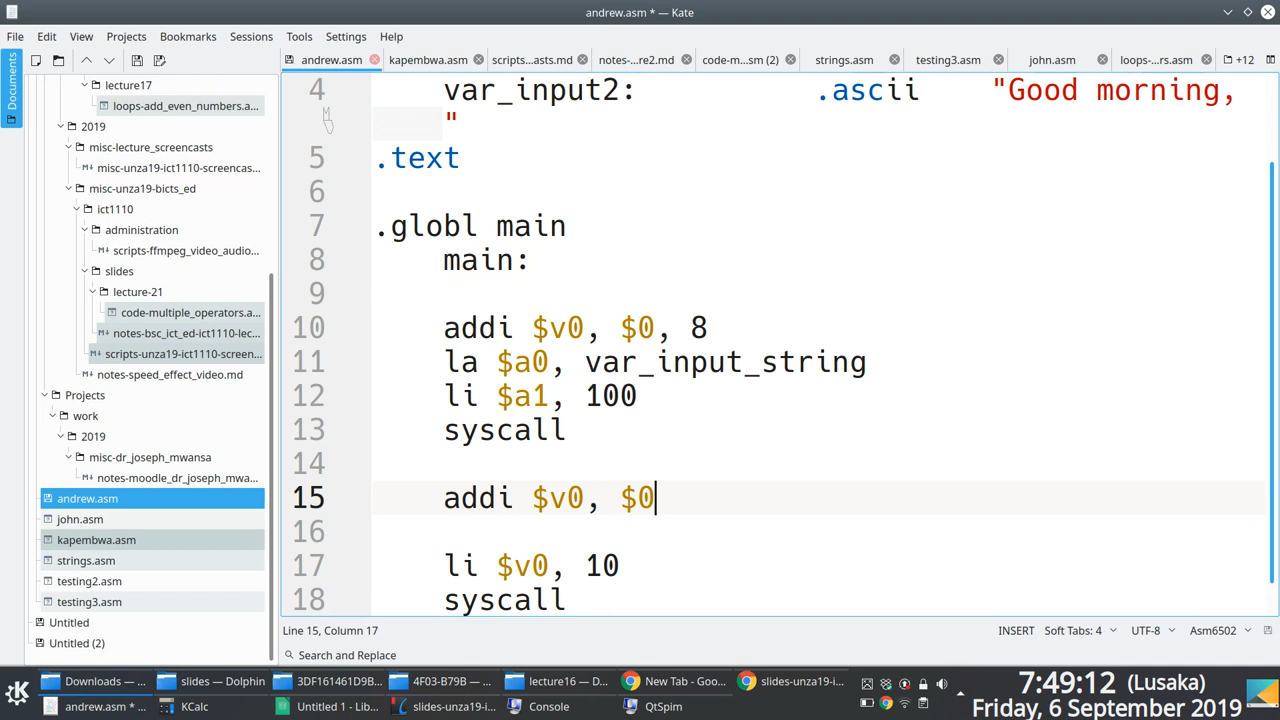 andrew.asm * — Kate
File Edit View Projects Bookmarks Sessions Tools Settings Help
Documents
andrew.asm kapembwa.asm scripts...asts.md notes-...re2.md code-m...sm (2) strings.asm testing3.asm john.asm loops-...rs.asm +12
lecture17
loops-add_even_numbers.a...
2019
misc-lecture_screencasts
misc-unza19-ict1110-screencas...
misc-unza19-bicts_ed
ict1110
administration
scripts-ffmpeg_video_audio...
slides
lecture-21
code-multiple_operators.a...
notes-bsc_ict_ed-ict1110-lec...
scripts-unza19-ict1110-screen...
notes-speed_effect_video.md
Projects
work
2019
misc-dr_joseph_mwansa
notes-moodle_dr_joseph_mwa...
andrew.asm
john.asm
kapembwa.asm
strings.asm
testing2.asm
testing3.asm
Untitled
Untitled (2)
4 var_input2: .ascii "Good morning,
"
5 .text
6
7 .globl main
8 main:
9
10 addi $v0, $0, 8
11 la $a0, var_input_string
12 li $a1, 100
13 syscall
14
15 addi $v0, $0
16
17 li $v0, 10
18 syscall
Line 15, Column 17 INSERT Soft Tabs: 4 UTF-8 Asm6502
Search and Replace
Downloads — ... slides — Dolphin 3DF161461D9B... 4F03-B79B — ... lecture16 — D... New Tab - Goo... slides-unza19-i...
andrew.asm * ... KCalc Untitled 1 - Lib... slides-unza19-i... Console QtSpim
7:49:12 (Lusaka)
Friday, 6 September 2019